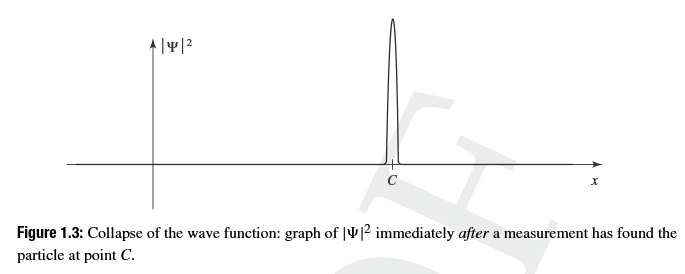 |Ψ|²
C
x
Figure 1.3: Collapse of the wave function: graph of |Ψ|² immediately after a measurement has found the
particle at point C.